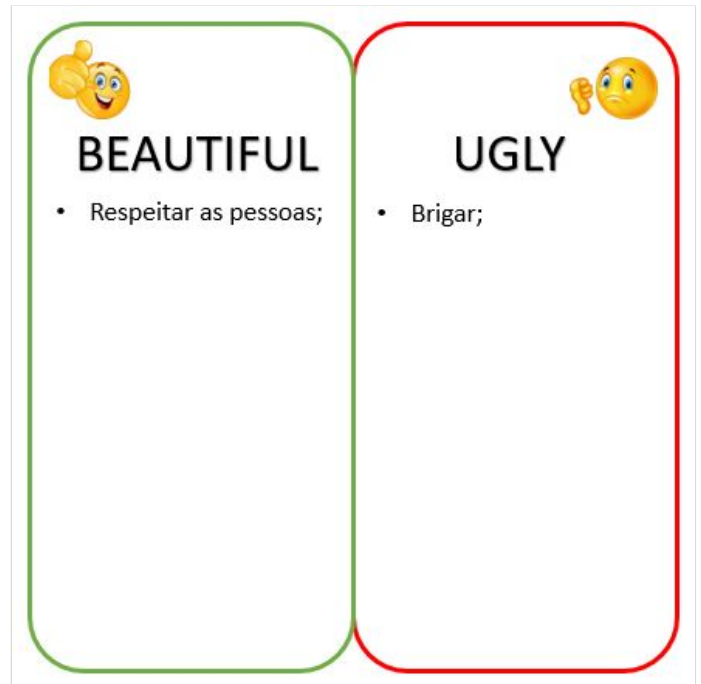 BEAUTIFUL
• Respeitar as pessoas;
UGLY
• Brigar;